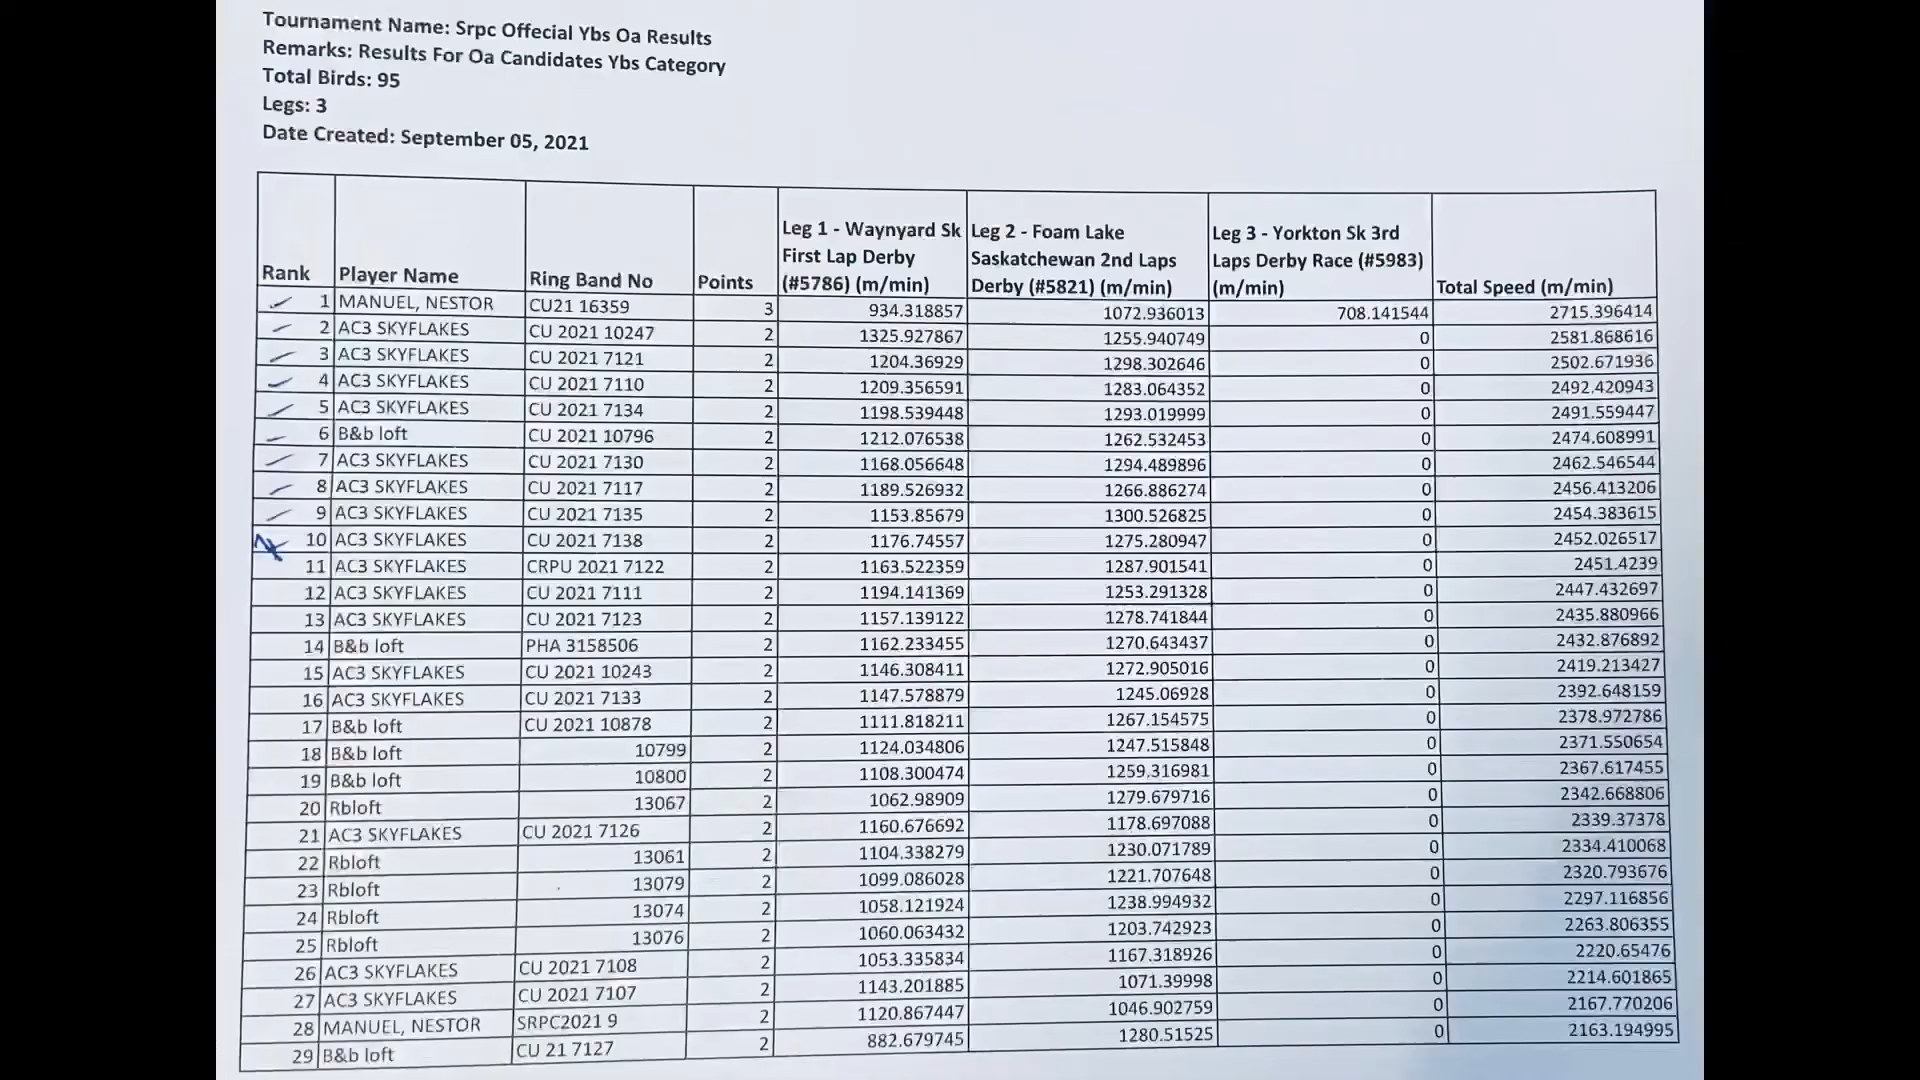 Tournament Name: Srpc Offecial Ybs Oa Results
Remarks: Results For Oa Candidates Ybs Category
Total Birds: 95
Legs: 3
Date Created: September 05, 2021
Rank Player Name Ring Band No Points Leg 1 - Waynyard Sk First Lap Derby (#5786) (m/min) Leg 2 - Foam Lake Saskatchewan 2nd Laps Derby (#5821) (m/min) Leg 3 - Yorkton Sk 3rd Laps Derby Race (#5983) (m/min) Total Speed (m/min)
1 MANUEL, NESTOR CU21 16359 3 934.318857 1072.936013 708.141544 2715.396414
2 AC3 SKYFLAKES CU 2021 10247 2 1325.927867 1255.940749 0 2581.868616
3 AC3 SKYFLAKES CU 2021 7121 2 1204.36929 1298.302646 0 2502.671936
4 AC3 SKYFLAKES CU 2021 7110 2 1209.356591 1283.064352 0 2492.420943
5 AC3 SKYFLAKES CU 2021 7134 2 1198.539448 1293.019999 0 2491.559447
6 B&b loft CU 2021 10796 2 1212.076538 1262.532453 0 2474.608991
7 AC3 SKYFLAKES CU 2021 7130 2 1168.056648 1294.489896 0 2462.546544
8 AC3 SKYFLAKES CU 2021 7117 2 1189.526932 1266.886274 0 2456.413206
9 AC3 SKYFLAKES CU 2021 7135 2 1153.85679 1300.526825 0 2454.383615
10 AC3 SKYFLAKES CU 2021 7138 2 1176.74557 1275.280947 0 2452.026517
11 AC3 SKYFLAKES CRPU 2021 7122 2 1163.522359 1287.901541 0 2451.4239
12 AC3 SKYFLAKES CU 2021 7111 2 1194.141369 1253.291328 0 2447.432697
13 AC3 SKYFLAKES CU 2021 7123 2 1157.139122 1278.741844 0 2435.880966
14 B&b loft PHA 3158506 2 1162.233455 1270.643437 0 2432.876892
15 AC3 SKYFLAKES CU 2021 10243 2 1146.308411 1272.905016 0 2419.213427
16 AC3 SKYFLAKES CU 2021 7133 2 1147.578879 1245.06928 0 2392.648159
17 B&b loft CU 2021 10878 2 1111.818211 1267.154575 0 2378.972786
18 B&b loft 10799 2 1124.034806 1247.515848 0 2371.550654
19 B&b loft 10800 2 1108.300474 1259.316981 0 2367.617455
20 Rbloft 13067 2 1062.98909 1279.679716 0 2342.668806
21 AC3 SKYFLAKES CU 2021 7126 2 1160.676692 1178.697088 0 2339.37378
22 Rbloft 13061 2 1104.338279 1230.071789 0 2334.410068
23 Rbloft 13079 2 1099.086028 1221.707648 0 2320.793676
24 Rbloft 13074 2 1058.121924 1238.994932 0 2297.116856
25 Rbloft 13076 2 1060.063432 1203.742923 0 2263.806355
26 AC3 SKYFLAKES CU 2021 7108 2 1053.335834 1167.318926 0 2220.65476
27 AC3 SKYFLAKES CU 2021 7107 2 1143.201885 1071.39998 0 2214.601865
28 MANUEL, NESTOR SRPC2021 9 2 1120.867447 1046.902759 0 2167.770206
29 B&b loft CU 21 7127 2 882.679745 1280.51525 0 2163.194995